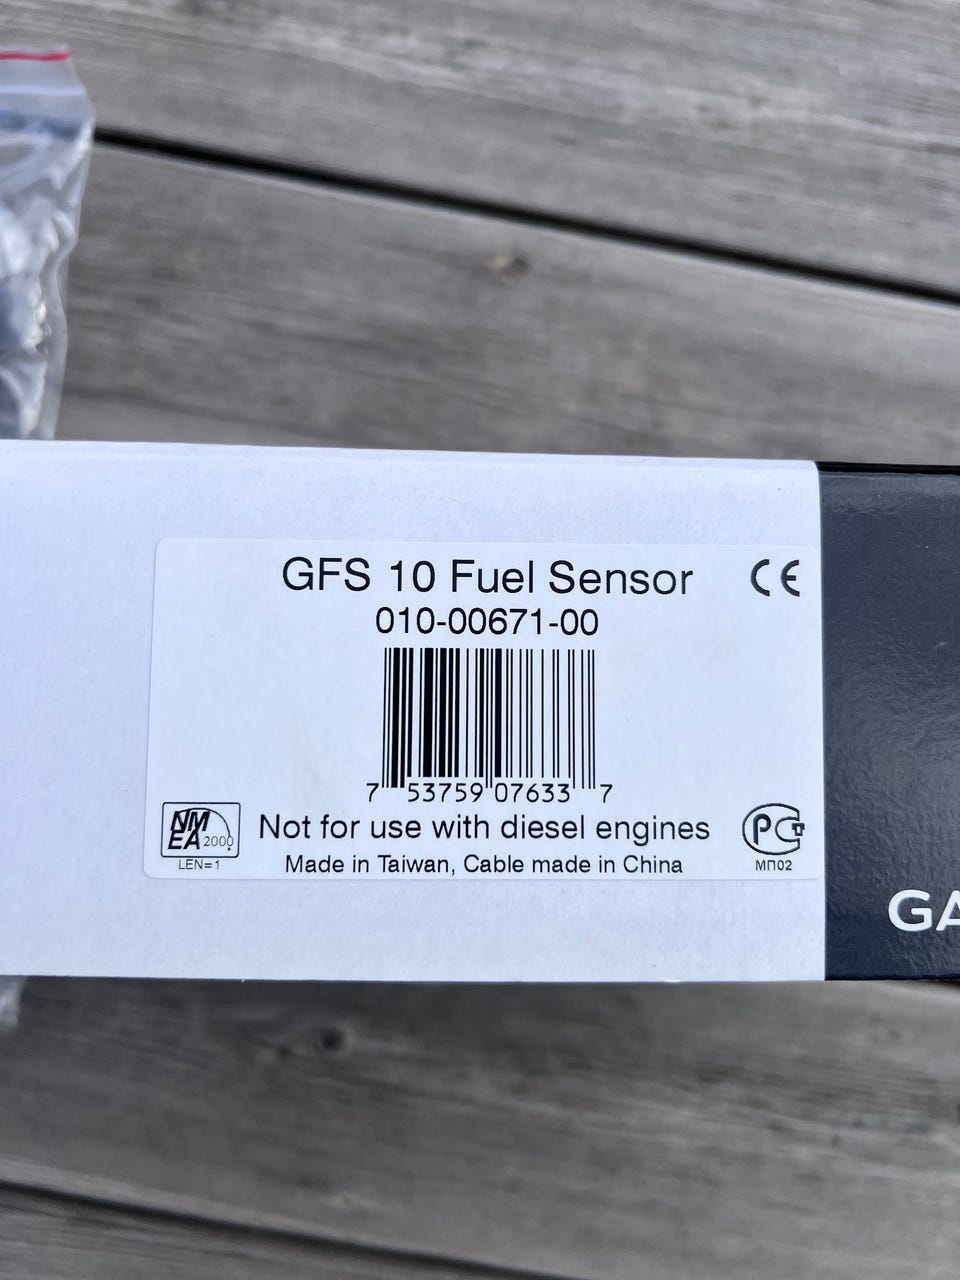 GFS 10 Fuel Sensor
CE
010-00671-00
7 53759 07633 7
NMEA 2000
LEN=1
Not for use with diesel engines
Made in Taiwan, Cable made in China
РСТ
МП02
GA